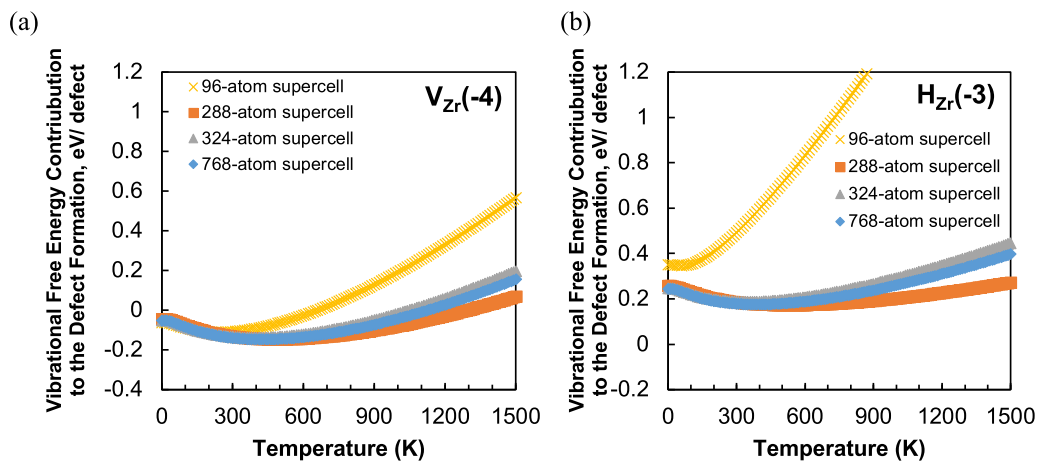 (a)
Vibrational Free Energy Contriubution
to the Defect Formation, eV/ defect
1.2
1
0.8
0.6
0.4
0.2
0
-0.2
-0.4
96-atom supercell
288-atom supercell
324-atom supercell
768-atom supercell
VZr(-4)
0 300 600 900 1200 1500
Temperature (K)
(b)
Vibrational Free Energy Contribution
to the Defect Formation, eV/ defect
1.2
1
0.8
0.6
0.4
0.2
0
-0.2
HZr(-3)
96-atom supercell
288-atom supercell
324-atom supercell
768-atom supercell
0 300 600 900 1200 1500
Temperature (K)